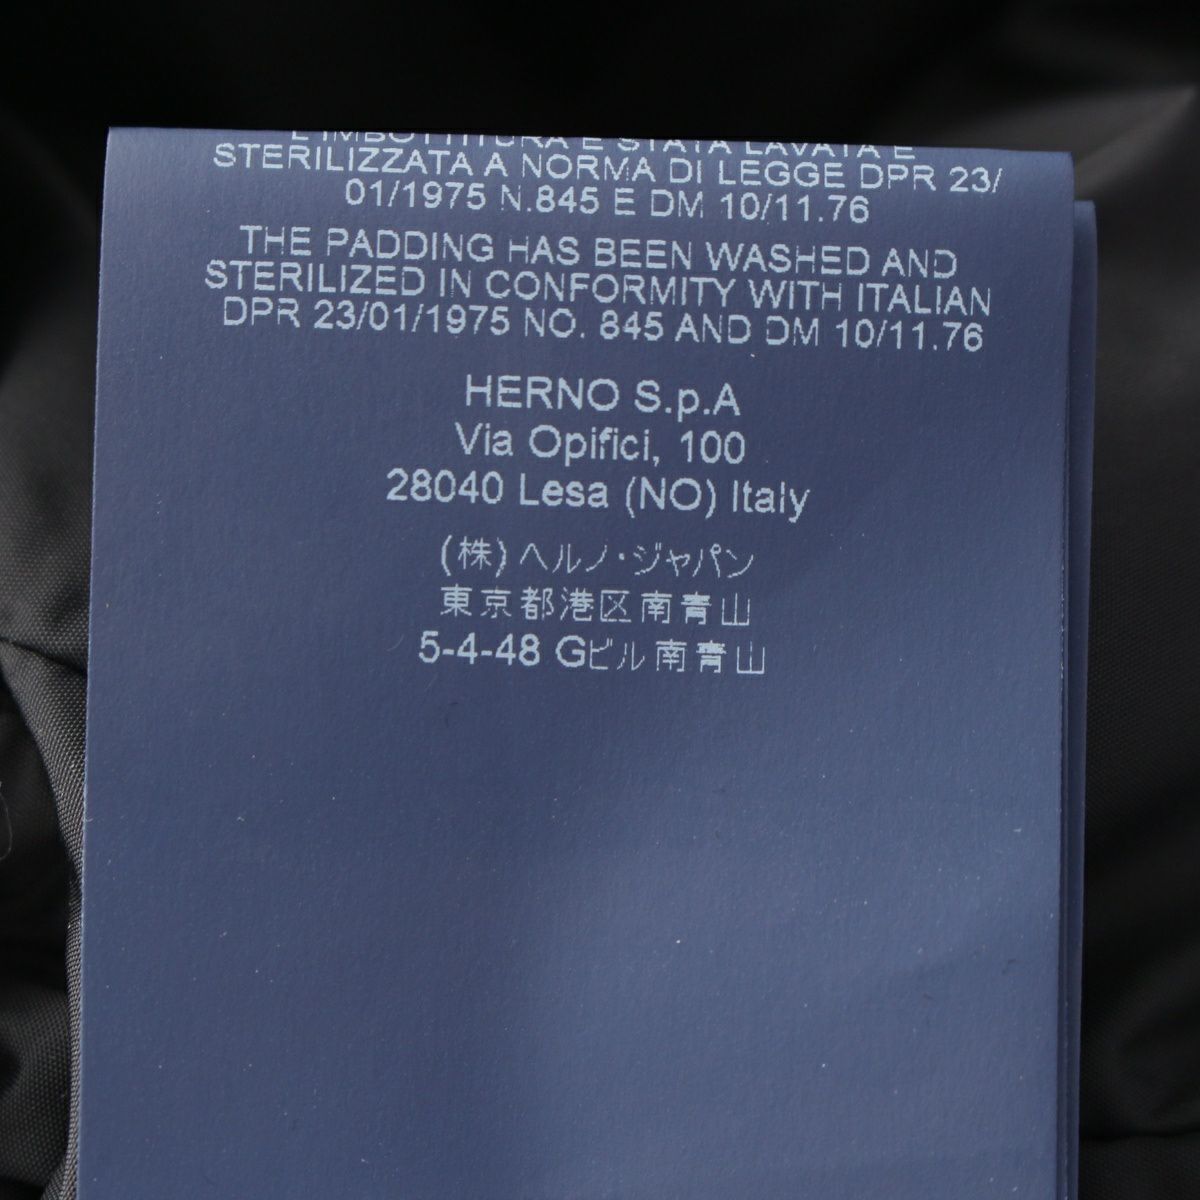 L'IMBOTTITURA E STATA LAVATA E
STERILIZZATA A NORMA DI LEGGE DPR 23/
01/1975 N.845 E DM 10/11.76
THE PADDING HAS BEEN WASHED AND
STERILIZED IN CONFORMITY WITH ITALIAN
DPR 23/01/1975 NO. 845 AND DM 10/11.76
HERNO S.p.A
Via Opifici, 100
28040 Lesa (NO) Italy
(株)ヘルノ・ジャパン
東京都港区南青山
5-4-48 Gビル南青山